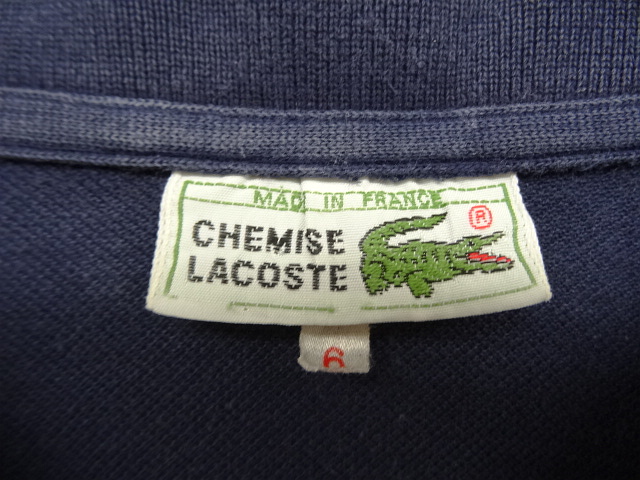 MADE IN FRANCE
CHEMISE
LACOSTE
®
6